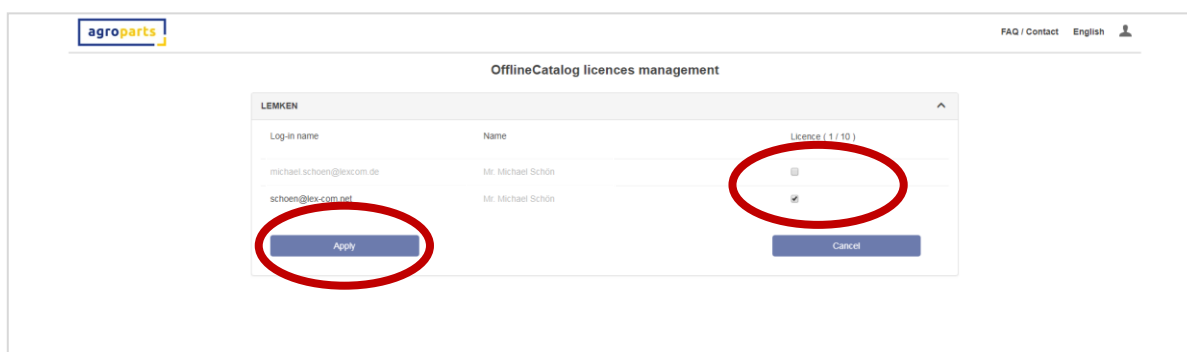 agroparts
FAQ / Contact English
OfflineCatalog licences management
LEMKEN
Log-in name Name Licence ( 1 / 10 )
michael.schoen@lexcom.de Mr. Michael Schön
schoen@lex-com.net Mr. Michael Schön
Apply Cancel